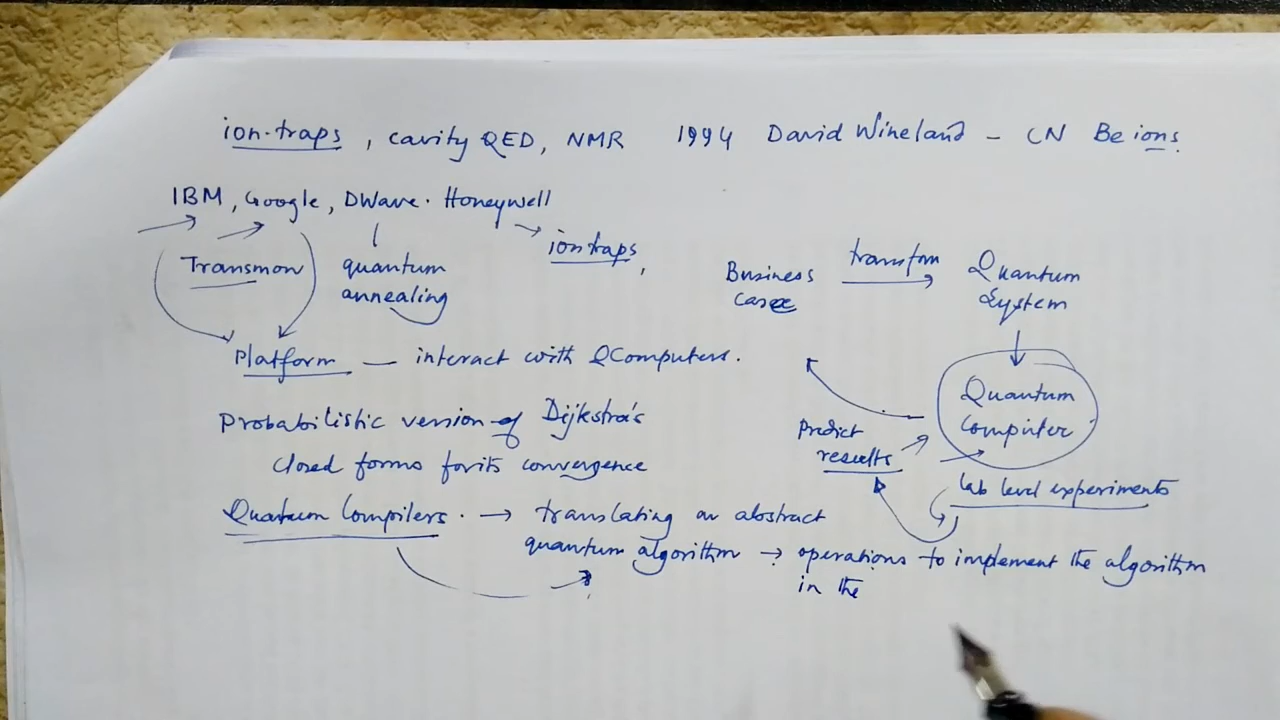 ion-traps, cavity QED, NMR 1994 David Wineland - CN Be ions.
IBM, Google, DWave. Honeywell
→ ion traps,
Transmon
quantum
annealing
Platform — interact with QComputers.
Probabilistic version of Dijkstra's
closed forms for its convergence
Quantum Compilers. → translating an abstract
quantum algorithm → operations to implement the algorithm
in the
Business
case
transfom
Quantum
System
Quantum
Computer
Predict
results
lab level experiments